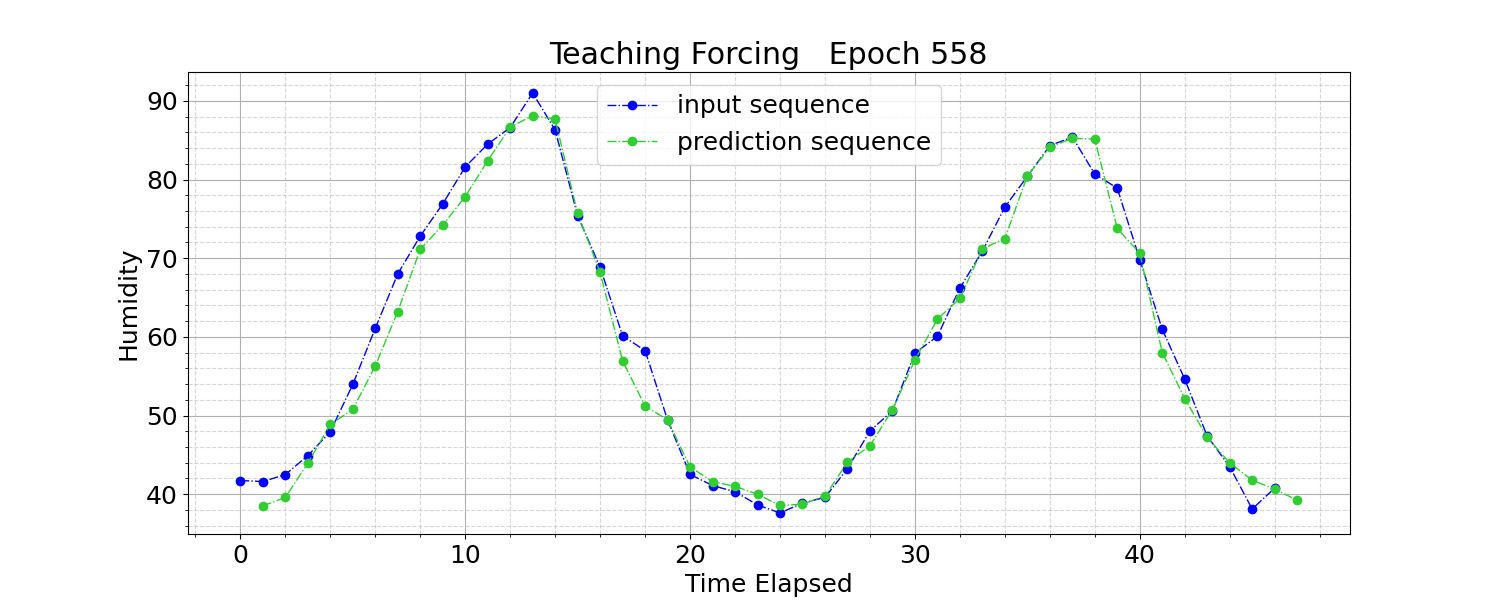 Teaching Forcing   Epoch 558
input sequence
prediction sequence
90
80
70
60
50
40
Humidity
0 10 20 30 40
Time Elapsed